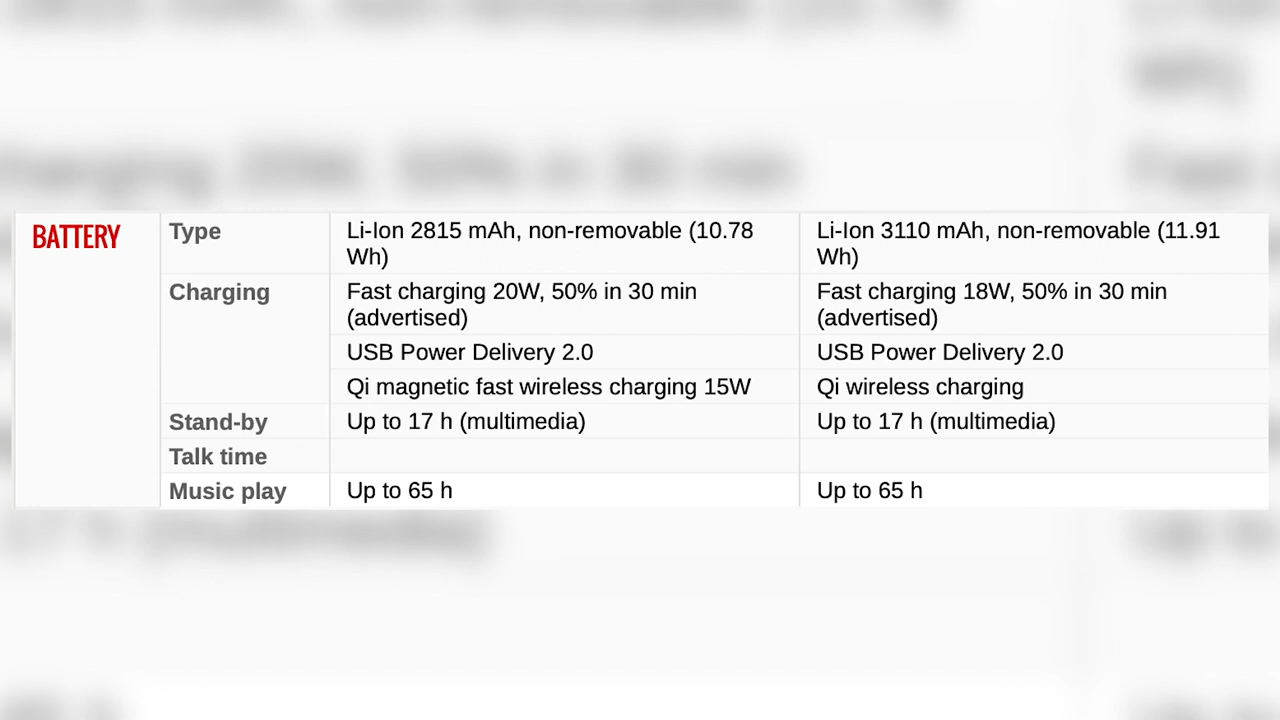 BATTERY
Type
Li-Ion 2815 mAh, non-removable (10.78
Wh)
Li-Ion 3110 mAh, non-removable (11.91
Wh)
Charging
Fast charging 20W, 50% in 30 min
(advertised)
Fast charging 18W, 50% in 30 min
(advertised)
USB Power Delivery 2.0
USB Power Delivery 2.0
Qi magnetic fast wireless charging 15W
Qi wireless charging
Stand-by
Up to 17 h (multimedia)
Up to 17 h (multimedia)
Talk time
Music play
Up to 65 h
Up to 65 h